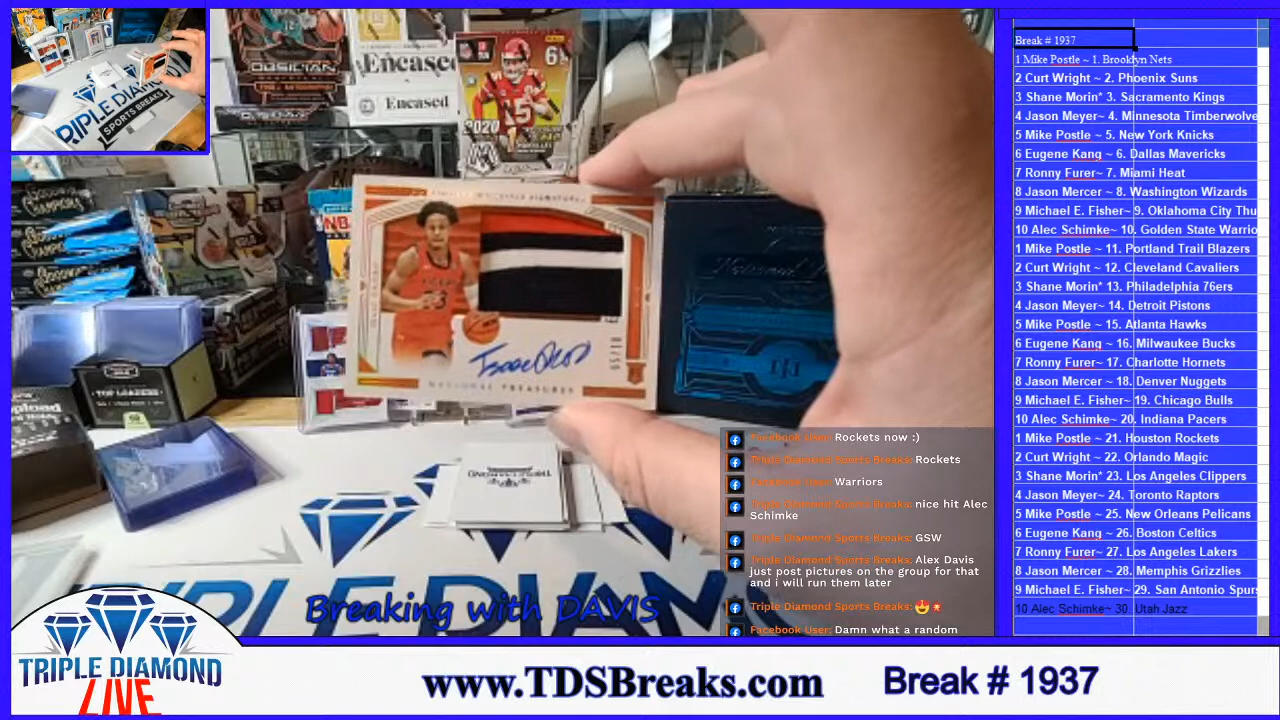 OBSIDIAN
Encased
Encased
2020
15
TOP LOADERS
TRIPLE DIAMOND
SPORTS BREAKS
NATIONAL TREASURES
Break # 1937
1 Mike Postle ~ 1. Brooklyn Nets
2 Curt Wright ~ 2. Phoenix Suns
3 Shane Morin* 3. Sacramento Kings
4 Jason Meyer~ 4. Minnesota Timberwolve
5 Mike Postle ~ 5. New York Knicks
6 Eugene Kang ~ 6. Dallas Mavericks
7 Ronny Furer~ 7. Miami Heat
8 Jason Mercer ~ 8. Washington Wizards
9 Michael E. Fisher~ 9. Oklahoma City Thu
10 Alec Schimke~ 10. Golden State Warrio
1 Mike Postle ~ 11. Portland Trail Blazers
2 Curt Wright ~ 12. Cleveland Cavaliers
3 Shane Morin* 13. Philadelphia 76ers
4 Jason Meyer~ 14. Detroit Pistons
5 Mike Postle ~ 15. Atlanta Hawks
6 Eugene Kang ~ 16. Milwaukee Bucks
7 Ronny Furer~ 17. Charlotte Hornets
8 Jason Mercer ~ 18. Denver Nuggets
9 Michael E. Fisher~ 19. Chicago Bulls
10 Alec Schimke ~ 20. Indiana Pacers
1 Mike Postle ~ 21. Houston Rockets
2 Curt Wright ~ 22. Orlando Magic
3 Shane Morin* 23. Los Angeles Clippers
4 Jason Meyer~ 24. Toronto Raptors
5 Mike Postle ~ 25. New Orleans Pelicans
6 Eugene Kang ~ 26. Boston Celtics
7 Ronny Furer~ 27. Los Angeles Lakers
8 Jason Mercer ~ 28. Memphis Grizzlies
9 Michael E. Fisher~ 29. San Antonio Spur
10 Alec Schimke~ 30. Utah Jazz
Facebook User: Rockets now :)
Triple Diamond Sports Breaks: Rockets
Facebook User: Warriors
Triple Diamond Sports Breaks: nice hit Alec
Schimke
Triple Diamond Sports Breaks: GSW
Triple Diamond Sports Breaks: Alex Davis
just post pictures on the group for that
and i will run them later
Triple Diamond Sports Breaks: 😍💥
Facebook User: Damn what a random
TRIPLE DIAM
Breaking with DAVIS
TRIPLE DIAMOND
LIVE
www.TDSBreaks.com
Break # 1937